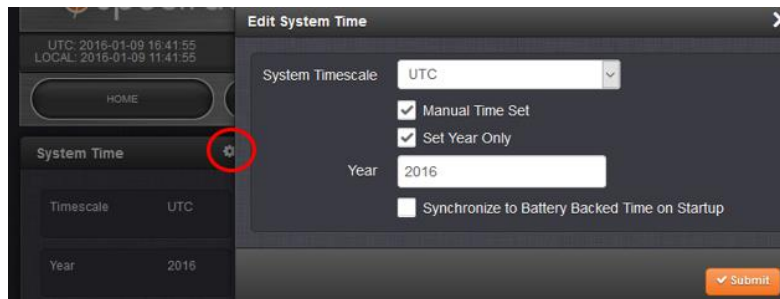 Edit System Time
UTC: 2016-01-09 16:41:55
LOCAL: 2016-01-09 11:41:55
HOME
System Time
Timescale UTC
Year 2016
System Timescale UTC
Manual Time Set
Set Year Only
Year 2016
Synchronize to Battery Backed Time on Startup
Submit